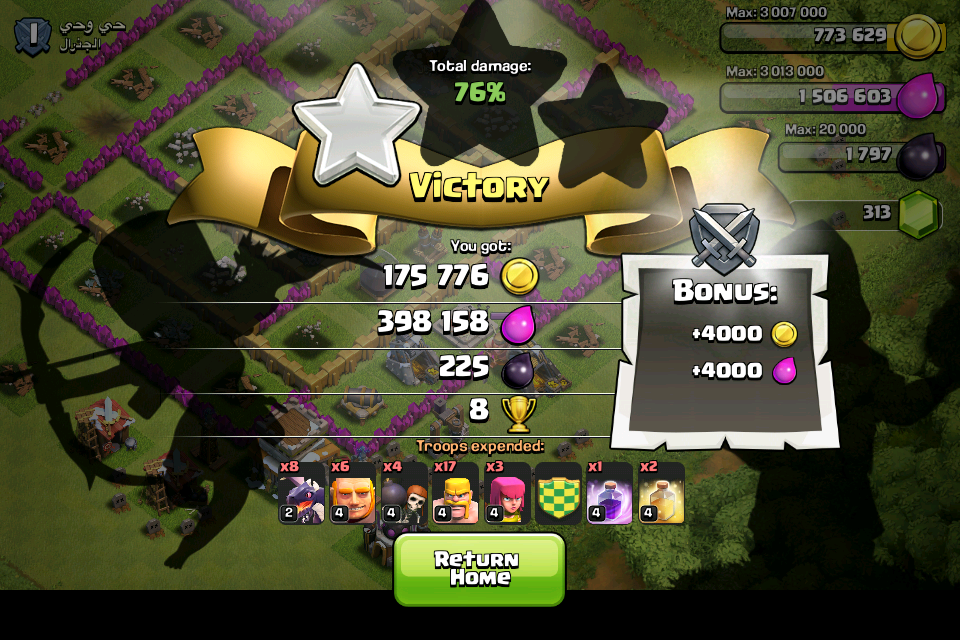 1
حي وحي
الجنرال
Max: 3 007 000
773 629
Max: 3 013 000
1 506 603
Max: 20 000
1 797
313
Total damage:
76%
Victory
You got:
175 776
398 158
225
8
Bonus:
+4000
+4000
Troops expended:
x8 x6 x4 x17 x3 x1 x2
2 4 4 4 4 4 4
Return
Home